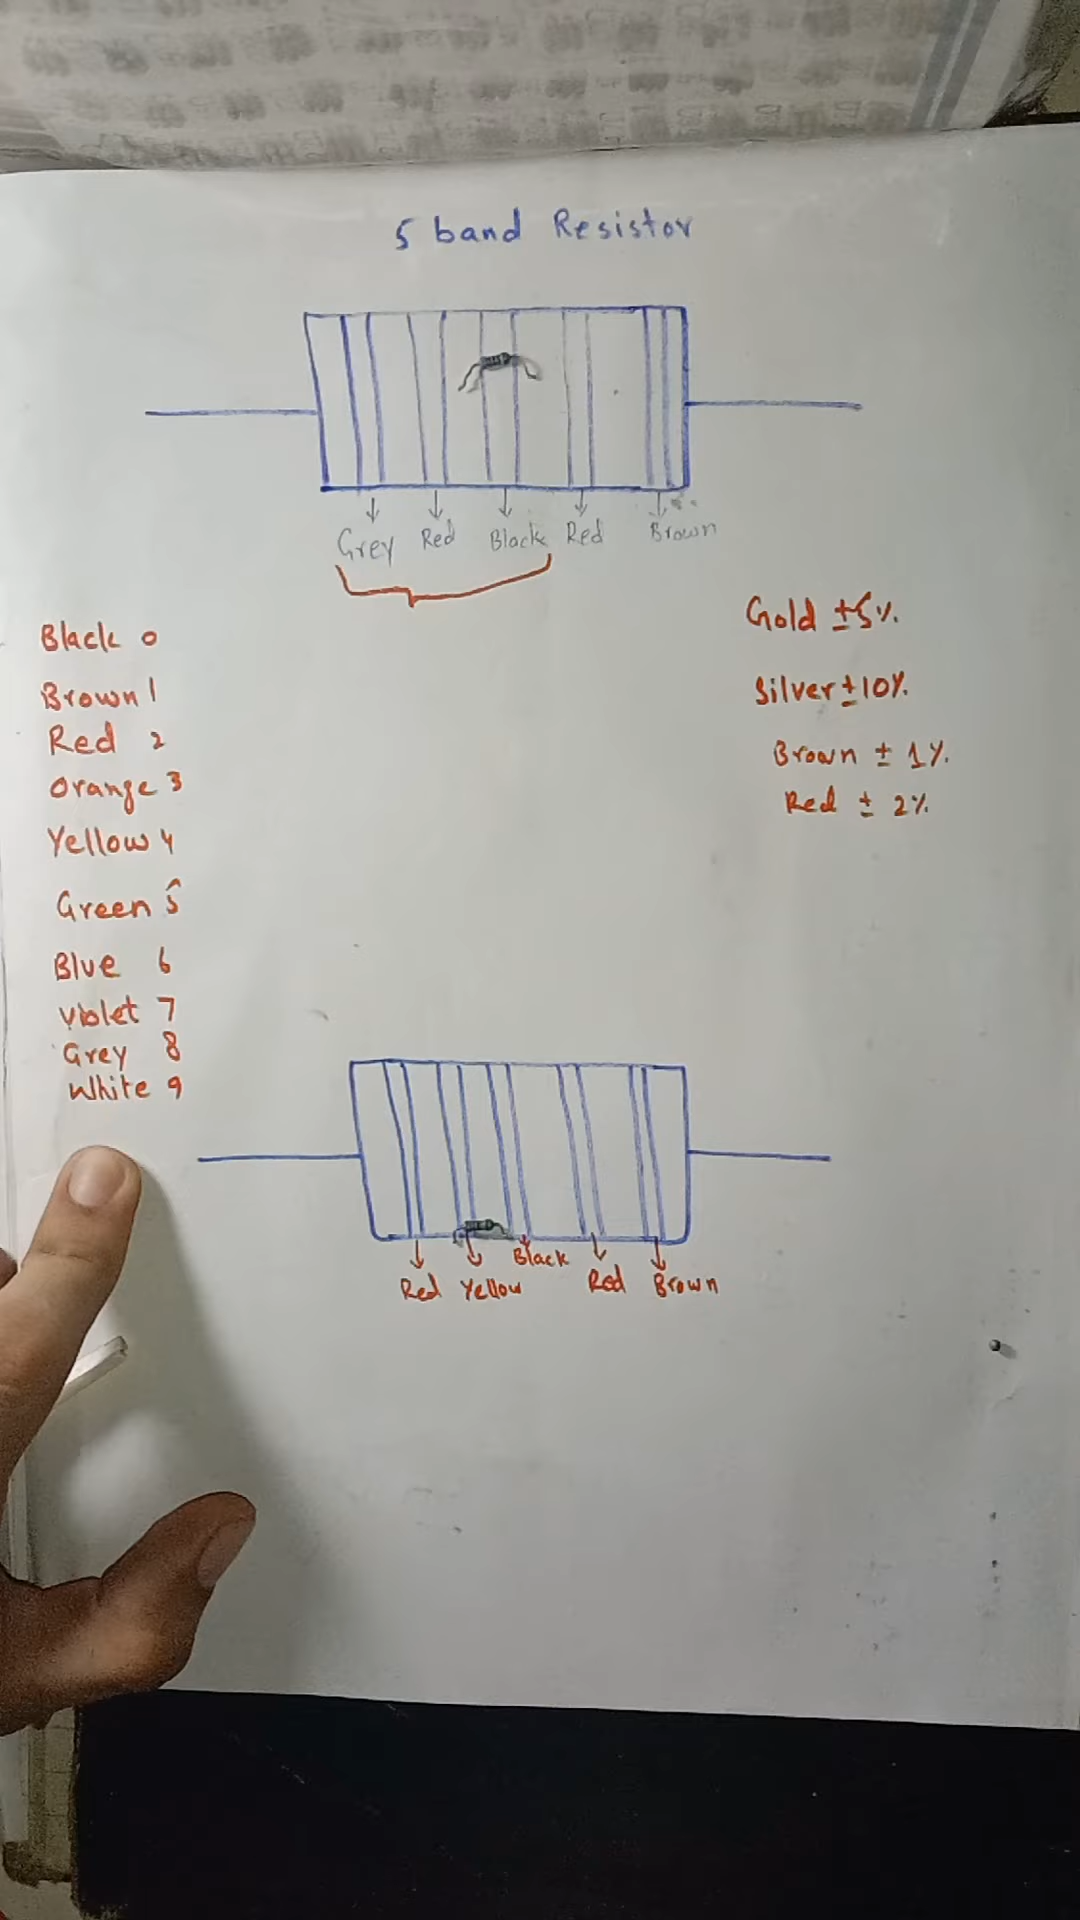 5 band Resistor
Grey Red Black Red Brown
Black 0
Brown 1
Red 2
Orange 3
Yellow 4
Green 5
Blue 6
Violet 7
Grey 8
White 9
Gold ±5%
Silver ±10%
Brown ± 1%
Red ± 2%
Red Yellow Black Red Brown